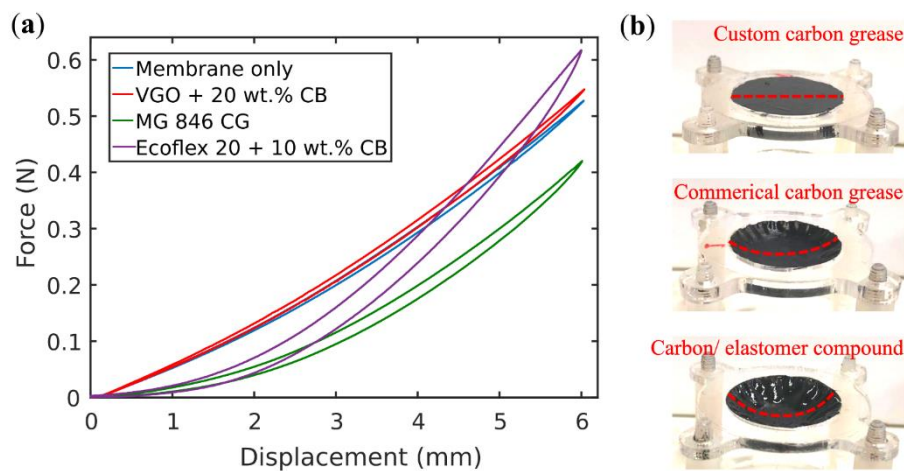 (a)
Force (N)
0.6
0.5
0.4
0.3
0.2
0.1
0
Membrane only
VGO + 20 wt.% CB
MG 846 CG
Ecoflex 20 + 10 wt.% CB
0 1 2 3 4 5 6
Displacement (mm)
(b)
Custom carbon grease
Commerical carbon grease
Carbon/ elastomer compound